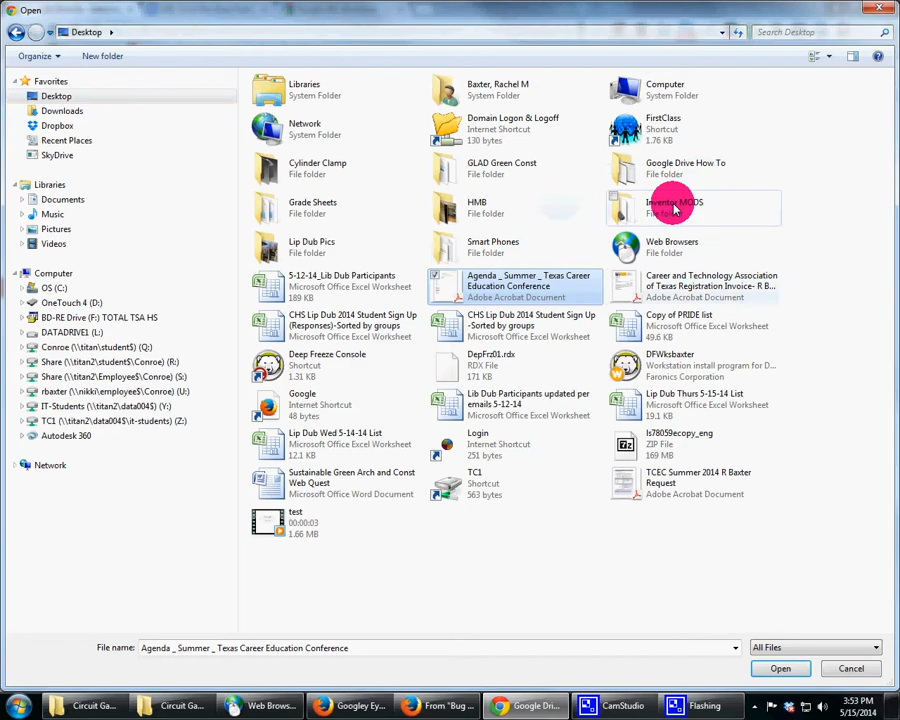 Open
Desktop
Search Desktop
Organize
New folder
Favorites
Desktop
Downloads
Dropbox
Recent Places
SkyDrive
Libraries
Documents
Music
Pictures
Videos
Computer
OS (C:)
OneTouch 4 (D:)
BD-RE Drive (F:) TOTAL TSA HS
DATADRIVE1 (L:)
Conroe (\\titan2\student$\Conroe) (Q:)
Share (\\titan2\student$\Conroe) (R:)
Share (\\titan2\Employee$\Conroe) (S:)
rbaxter (\\nikki\employee$\Conroe) (U:)
IT-Students (\\titan2\data004$) (Y:)
TC1 (\\titan2\data004$\it-students) (Z:)
Autodesk 360
Network
Libraries
System Folder
Baxter, Rachel M
System Folder
Computer
System Folder
Network
System Folder
Domain Logon & Logoff
Internet Shortcut
130 bytes
FirstClass
Shortcut
1.76 KB
Cylinder Clamp
File folder
GLAD Green Const
File folder
Google Drive How To
File folder
Grade Sheets
File folder
HMB
File folder
Inventor MODS
File folder
Lip Dub Pics
File folder
Smart Phones
File folder
Web Browsers
File folder
5-12-14_Lib Dub Participants
Microsoft Office Excel Worksheet
189 KB
Agenda _ Summer _ Texas Career
Education Conference
Adobe Acrobat Document
Career and Technology Association
of Texas Registration Invoice- R B...
Adobe Acrobat Document
CHS Lip Dub 2014 Student Sign Up
(Responses)-Sorted by groups
Microsoft Office Excel Worksheet
CHS Lip Dub 2014 Student Sign Up
-Sorted by groups
Microsoft Office Excel Worksheet
Copy of PRIDE list
Microsoft Office Excel Worksheet
49.6 KB
Deep Freeze Console
Shortcut
1.31 KB
DepFrz01.rdx
RDX File
171 KB
DFWksbaxter
Workstation install program for D...
Faronics Corporation
Google
Internet Shortcut
48 bytes
Lib Dub Participants updated per
emails 5-12-14
Microsoft Office Excel Worksheet
Lip Dub Thurs 5-15-14 List
Microsoft Office Excel Worksheet
19.1 KB
Lip Dub Wed 5-14-14 List
Microsoft Office Excel Worksheet
12.1 KB
Login
Internet Shortcut
251 bytes
ls78059ecopy_eng
ZIP File
169 MB
Sustainable Green Arch and Const
Web Quest
Microsoft Office Word Document
TC1
Shortcut
563 bytes
TCEC Summer 2014 R Baxter
Request
Adobe Acrobat Document
test
00:00:03
1.66 MB
File name:
Agenda _ Summer _ Texas Career Education Conference
All Files
Open
Cancel
Circuit Ga...
Circuit Ga...
Web Brows...
Googley Ey...
From "Bug ...
Google Dri...
CamStudio
Flashing
3:53 PM
5/15/2014